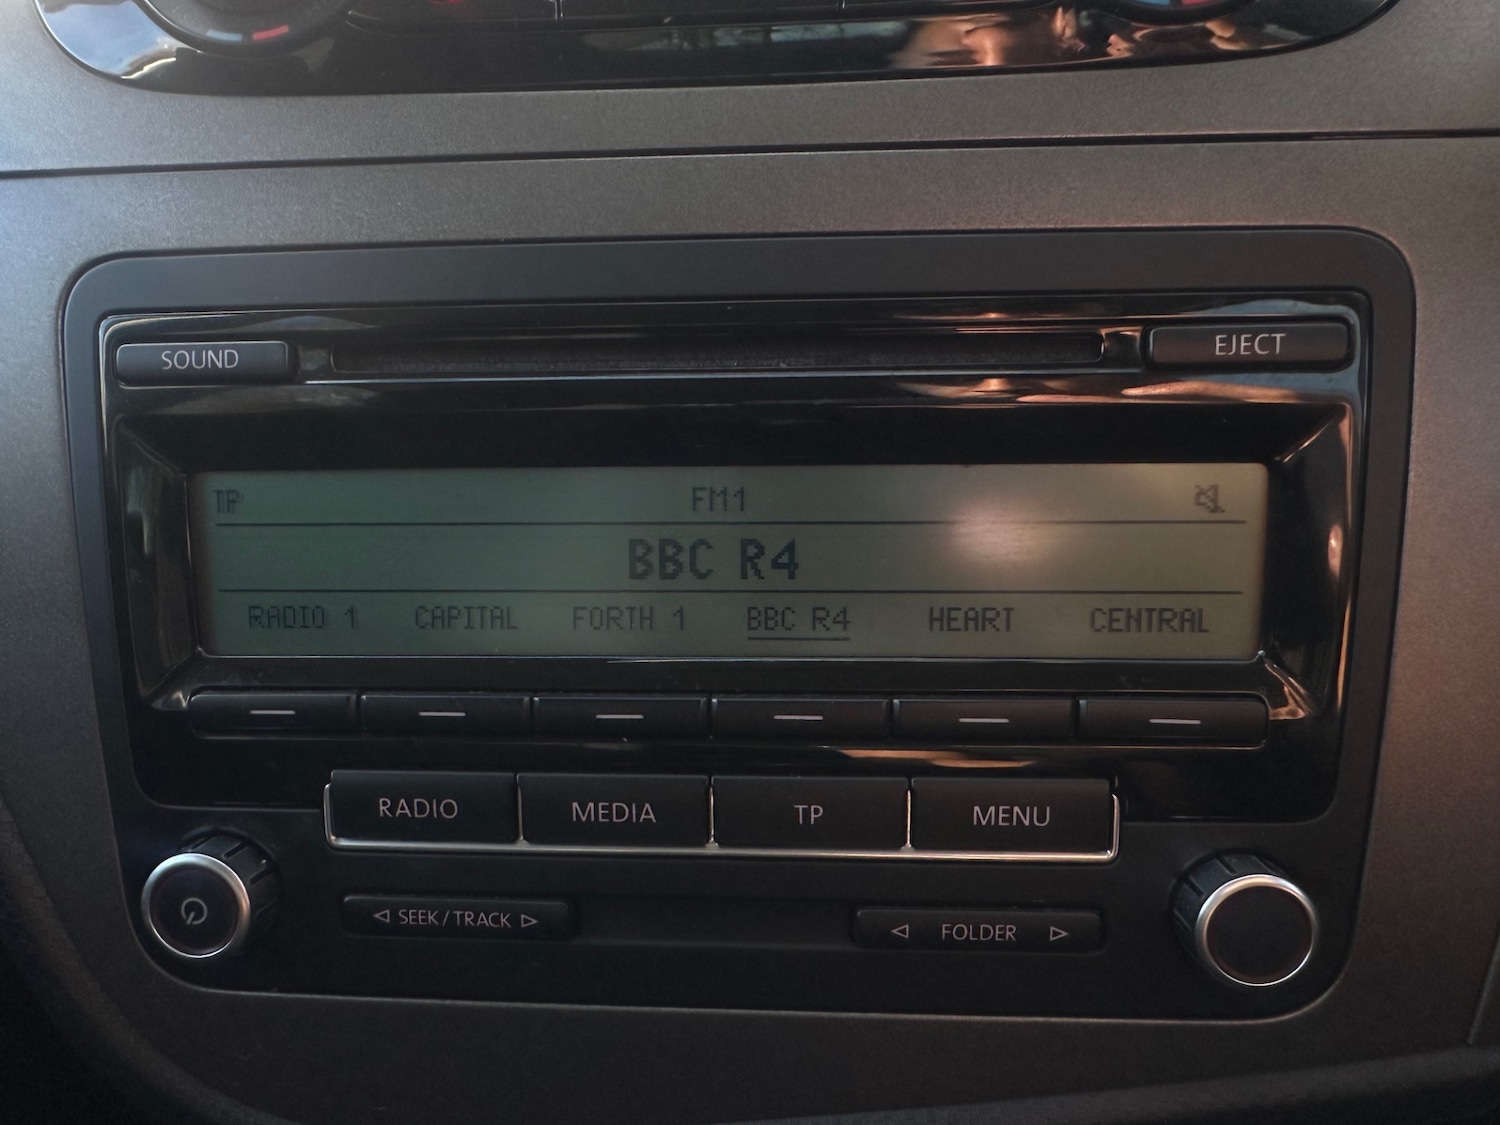 SOUND EJECT
TP FM1
BBC R4
RADIO 1 CAPITAL FORTH 1 BBC R4 HEART CENTRAL
RADIO MEDIA TP MENU
SEEK/TRACK FOLDER